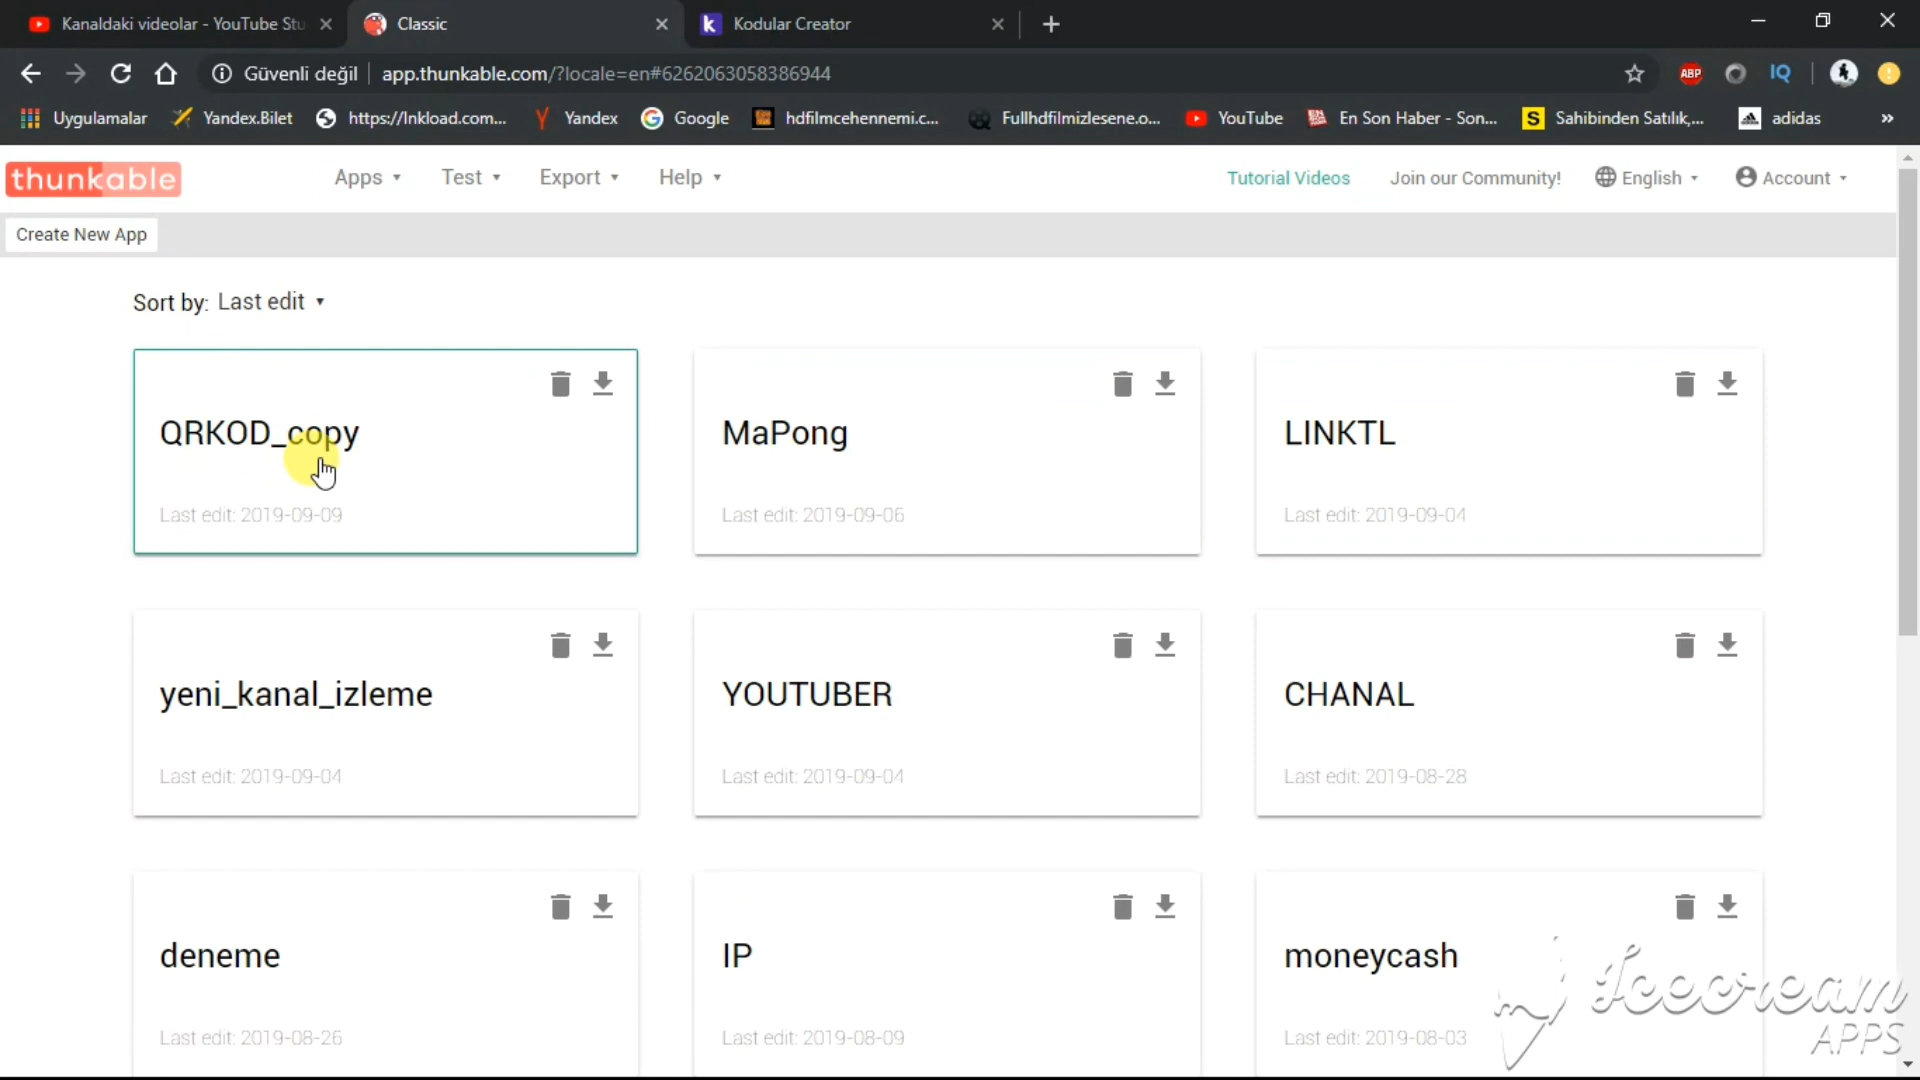 Kanaldaki videolar - YouTube Stu
Classic
Kodular Creator
Güvenli değil
app.thunkable.com/?locale=en#6262063058386944
ABP
IQ
Uygulamalar
Yandex.Bilet
https://lnkload.com...
Yandex
Google
hdfilmcehennemi.c...
Fullhdfilmizlesene.o...
YouTube
En Son Haber - Son...
Sahibinden Satılık,...
adidas
thunkable
Apps
Test
Export
Help
Tutorial Videos
Join our Community!
English
Account
Create New App
Sort by: Last edit
QRKOD_copy
Last edit: 2019-09-09
MaPong
Last edit: 2019-09-06
LINKTL
Last edit: 2019-09-04
yeni_kanal_izleme
Last edit: 2019-09-04
YOUTUBER
Last edit: 2019-09-04
CHANAL
Last edit: 2019-08-28
deneme
Last edit: 2019-08-26
IP
Last edit: 2019-08-09
moneycash
Last edit: 2019-08-03
Icecream
APPS